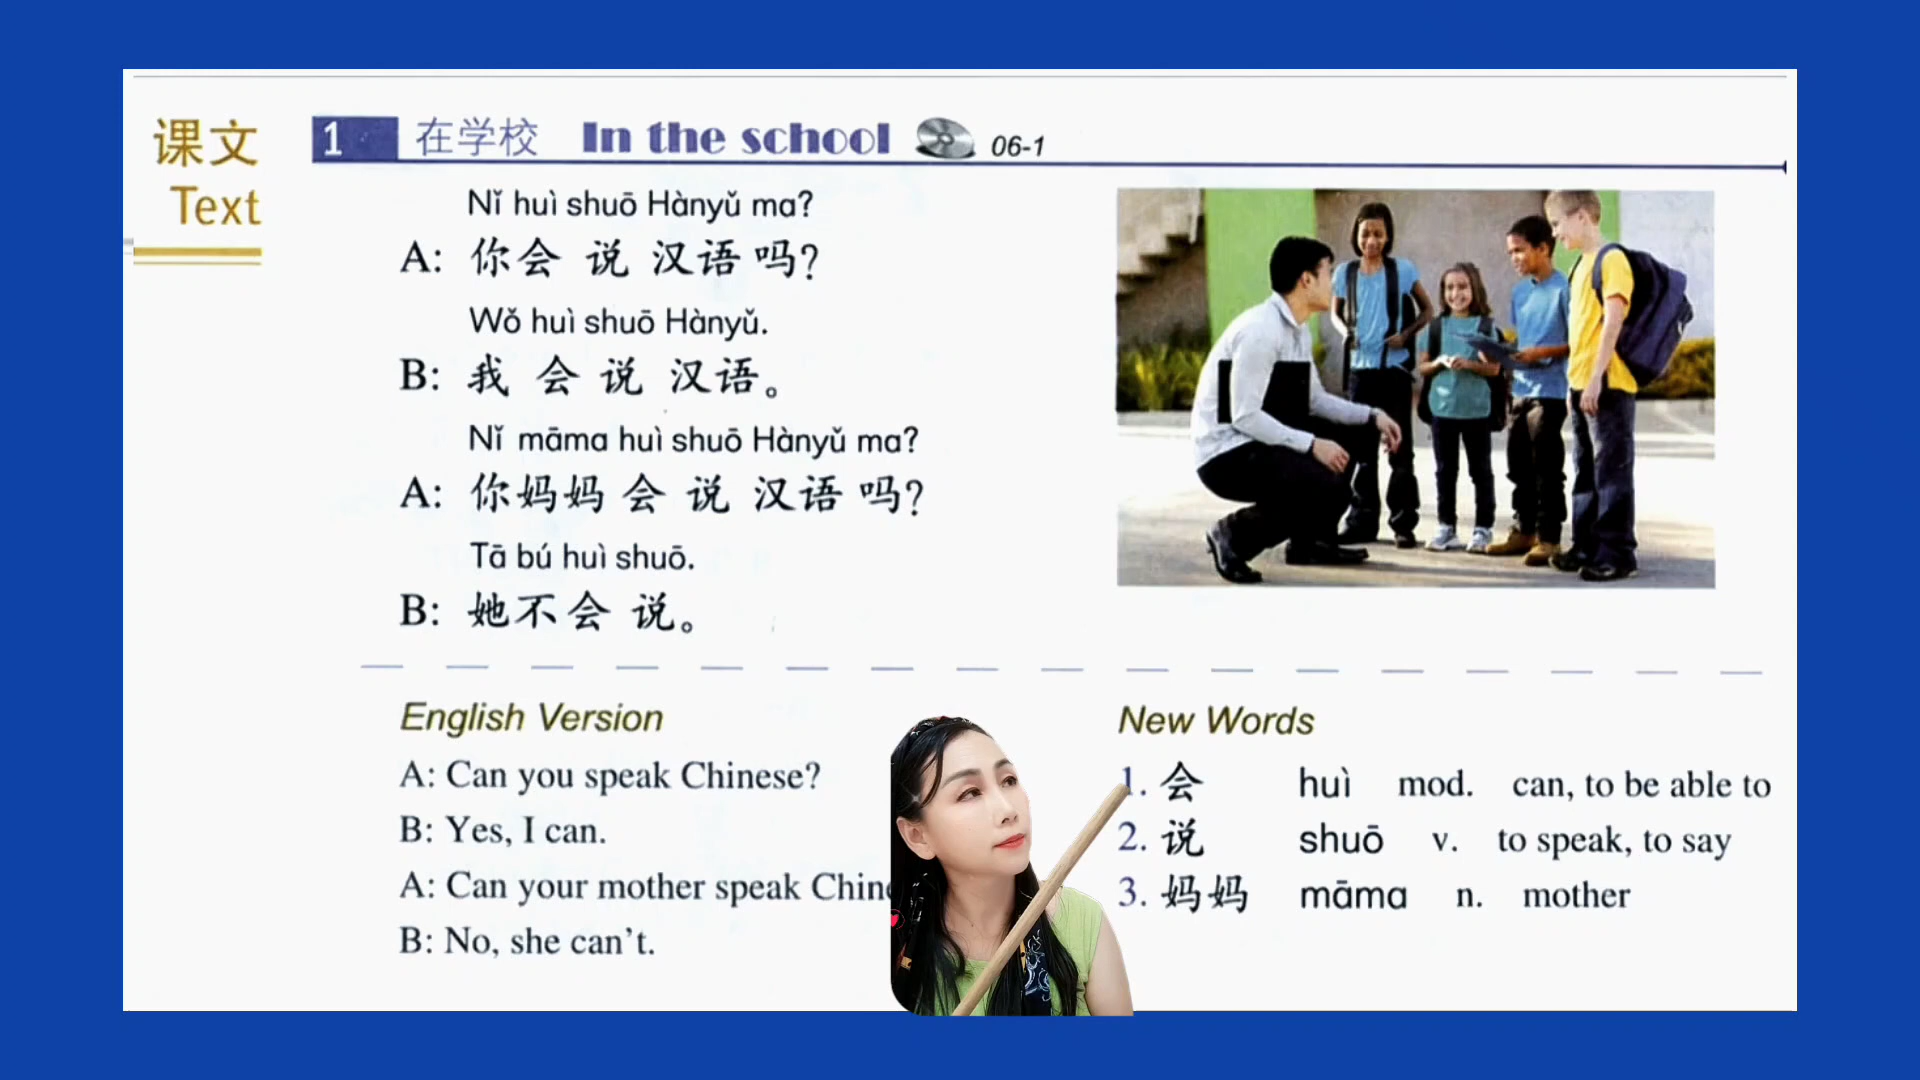 课文
Text
1 在学校 In the school 06-1
Nǐ huì shuō Hànyǔ ma?
A: 你会 说 汉语 吗?
Wǒ huì shuō Hànyǔ.
B: 我 会 说 汉语。
Nǐ māma huì shuō Hànyǔ ma?
A: 你妈妈 会 说 汉语 吗?
Tā bú huì shuō.
B: 她不会 说。
English Version
A: Can you speak Chinese?
B: Yes, I can.
A: Can your mother speak Chin
B: No, she can't.
New Words
1. 会 huì mod. can, to be able to
2. 说 shuō v. to speak, to say
3. 妈妈 māma n. mother